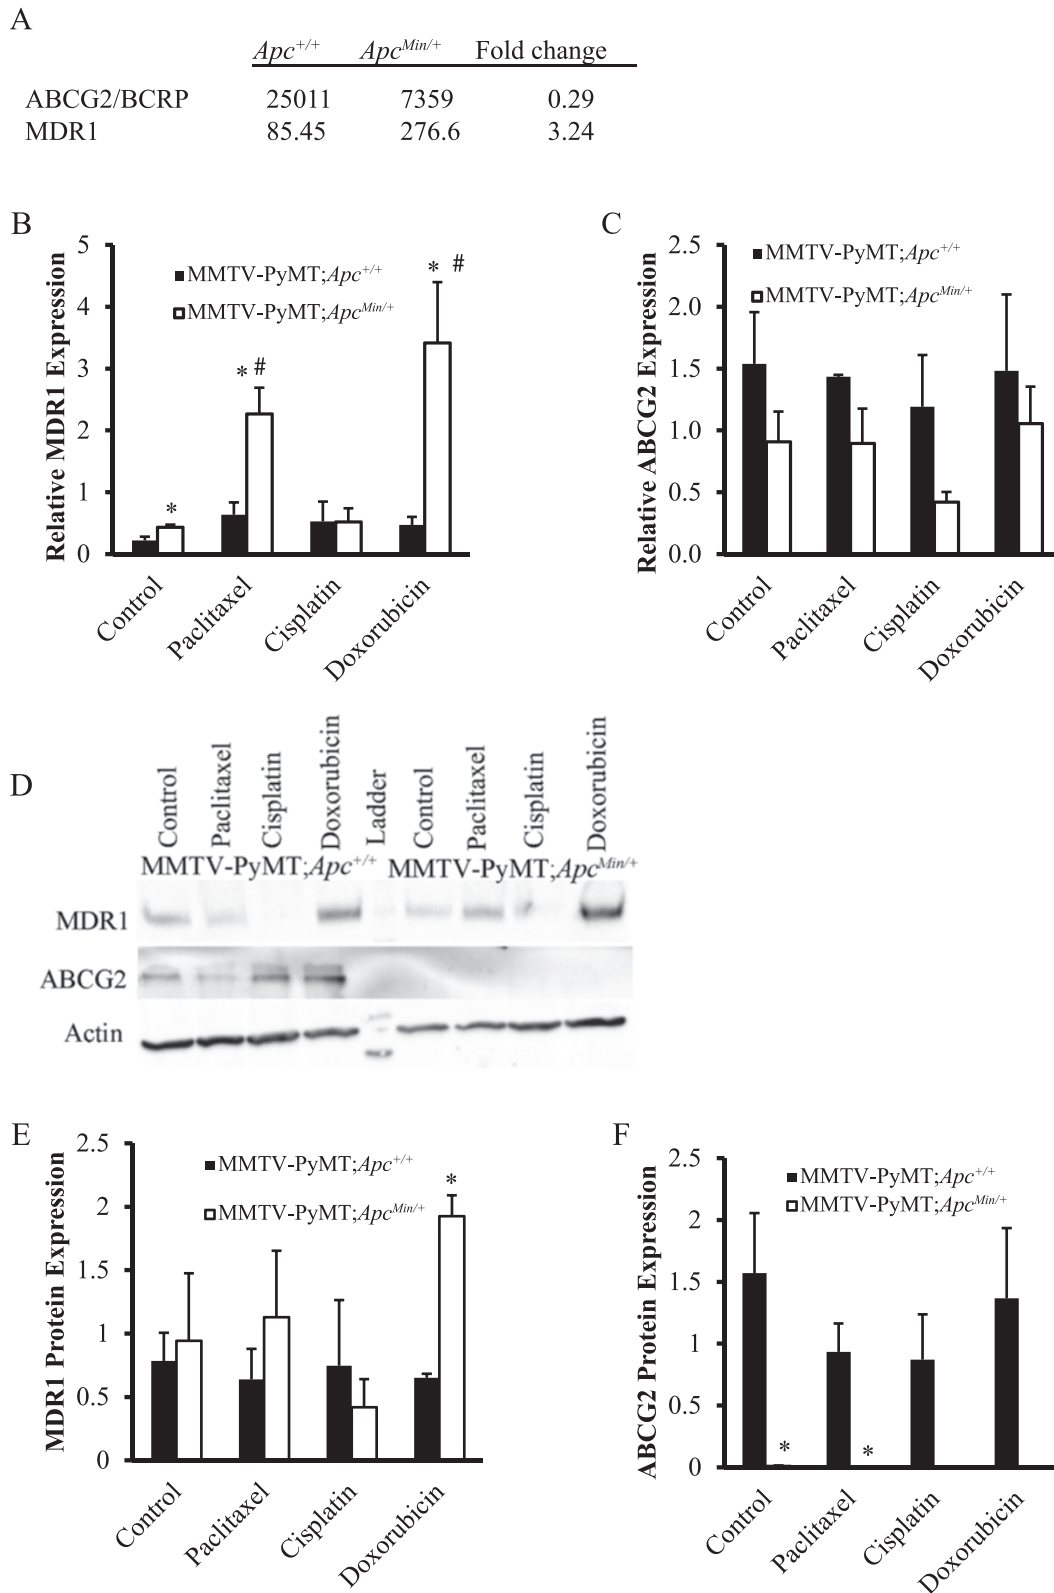 A
Apc+/+ ApcMin/+ Fold change
ABCG2/BCRP 25011 7359 0.29
MDR1 85.45 276.6 3.24
B
Relative MDR1 Expression
5
4
3
2
1
0
MMTV-PyMT;Apc+/+
MMTV-PyMT;ApcMin/+
*
* #
* #
Control
Paclitaxel
Cisplatin
Doxorubicin
C
Relative ABCG2 Expression
2.5
2.0
1.5
1.0
0.5
0.0
MMTV-PyMT;Apc+/+
MMTV-PyMT;ApcMin/+
Control
Paclitaxel
Cisplatin
Doxorubicin
D
Control
Paclitaxel
Cisplatin
Doxorubicin
Ladder
Control
Paclitaxel
Cisplatin
Doxorubicin
MMTV-PyMT;Apc+/+ MMTV-PyMT;ApcMin/+
MDR1
ABCG2
Actin
E
MDR1 Protein Expression
2.5
2
1.5
1
0.5
0
MMTV-PyMT;Apc+/+
MMTV-PyMT;ApcMin/+
*
Control
Paclitaxel
Cisplatin
Doxorubicin
F
ABCG2 Protein Expression
2.5
2
1.5
1
0.5
0
MMTV-PyMT;Apc+/+
MMTV-PyMT;ApcMin/+
*
*
Control
Paclitaxel
Cisplatin
Doxorubicin